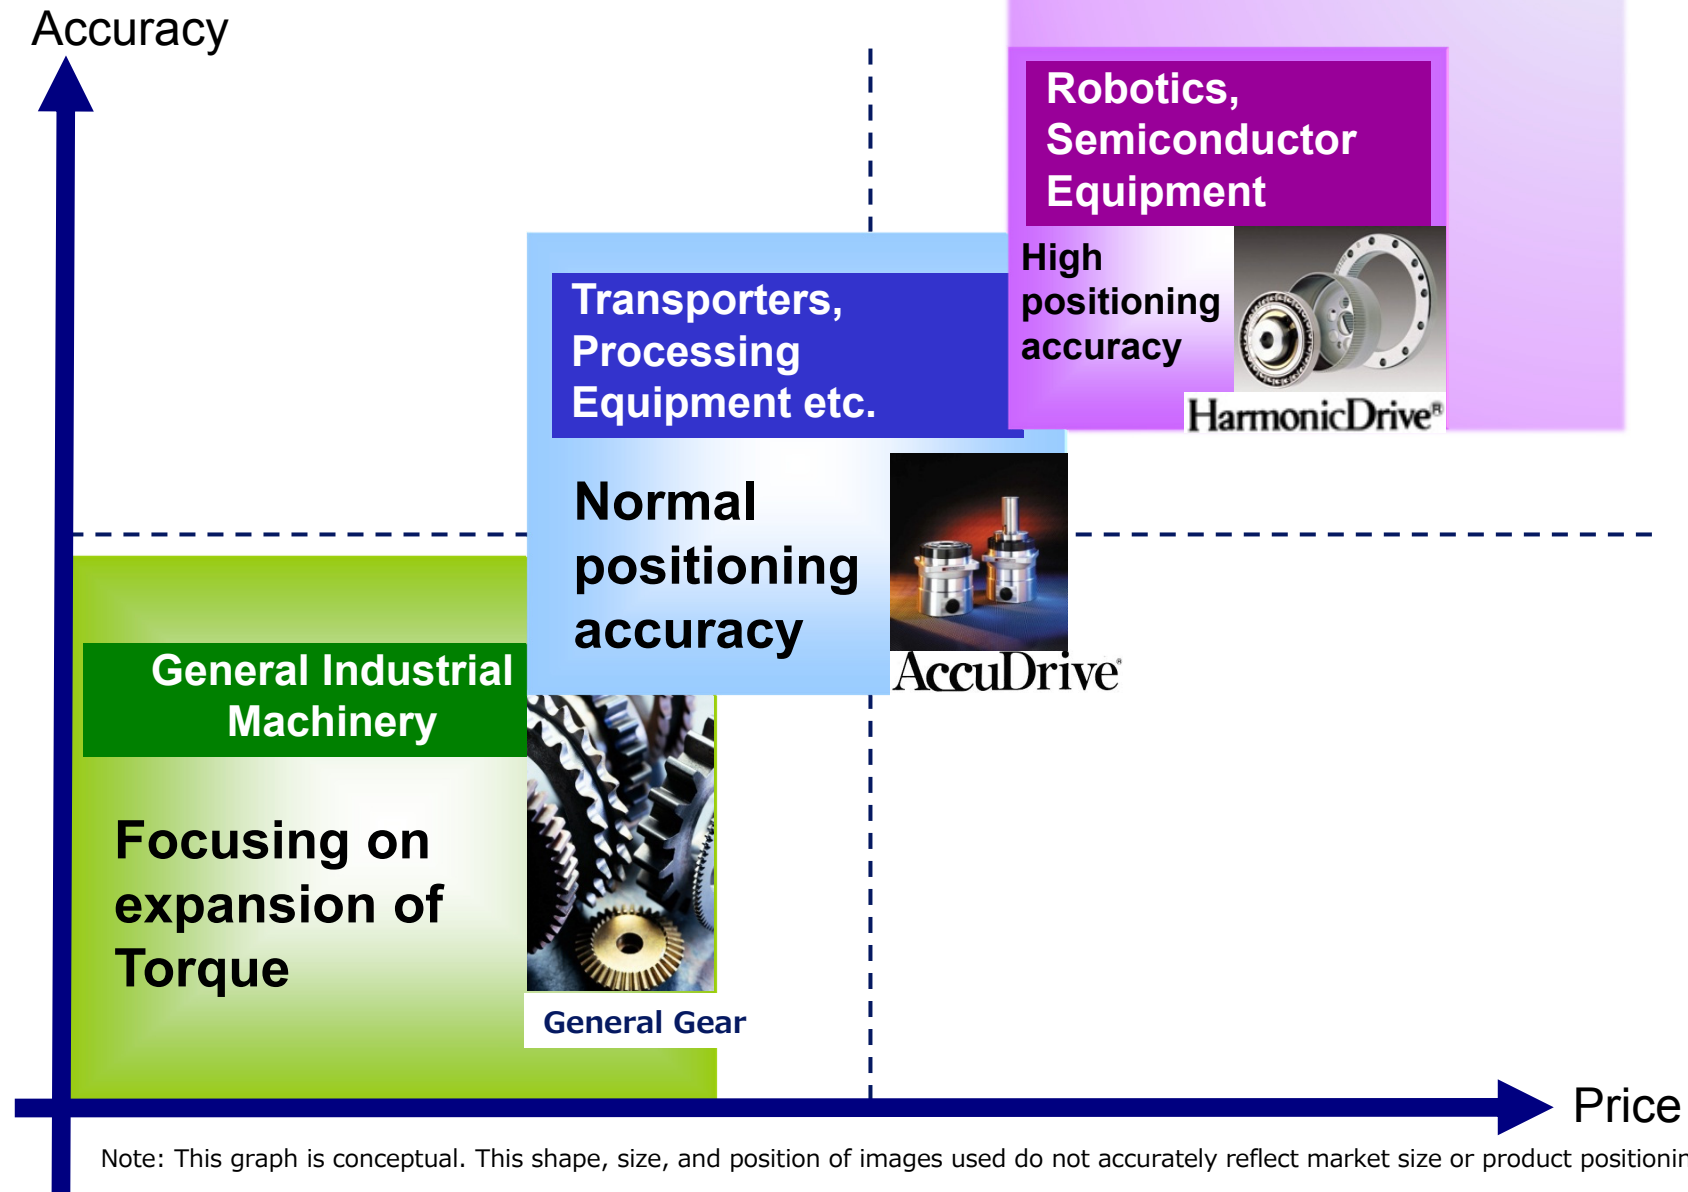 Accuracy
Robotics,
Semiconductor
Equipment
High
positioning
accuracy
HarmonicDrive®
Transporters,
Processing
Equipment etc.
Normal
positioning
accuracy
AccuDrive®
General Industrial
Machinery
Focusing on
expansion of
Torque
General Gear
Price
Note: This graph is conceptual. This shape, size, and position of images used do not accurately reflect market size or product positionin